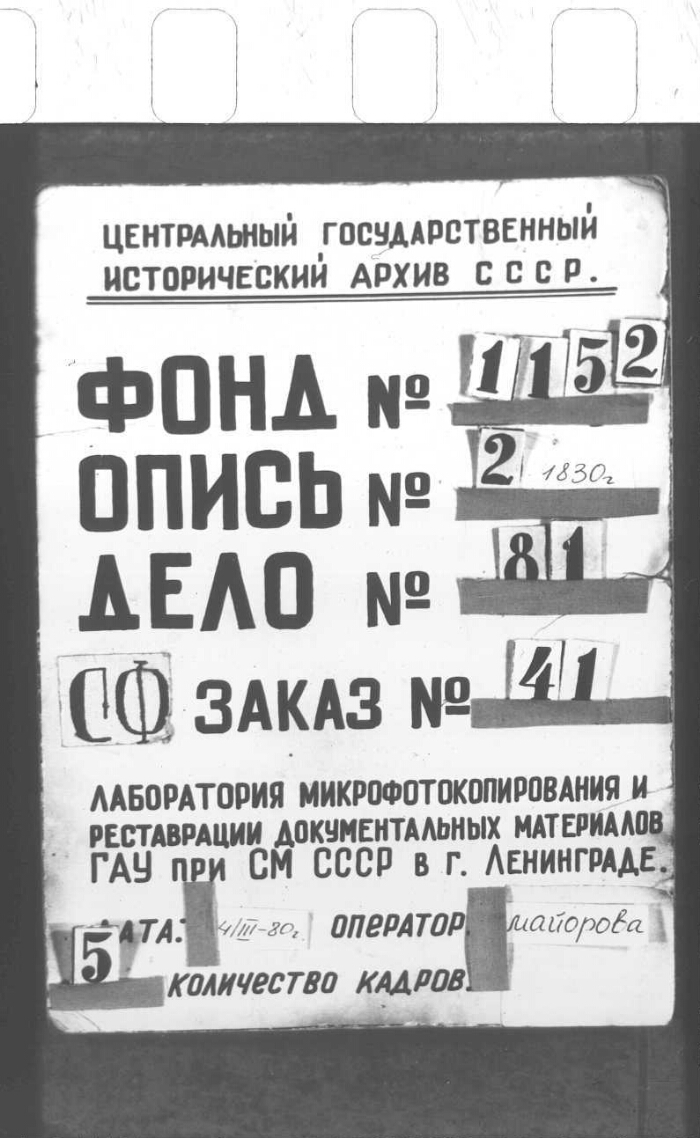 ЦЕНТРАЛЬНЫЙ ГОСУДАРСТВЕННЫЙ
ИСТОРИЧЕСКИЙ АРХИВ СССР.
ФОНД № 1152
ОПИСЬ № 2 1830г
ДЕЛО № 81
СФ ЗАКАЗ № 41
ЛАБОРАТОРИЯ МИКРОФОТОКОПИРОВАНИЯ И
РЕСТАВРАЦИИ ДОКУМЕНТАЛЬНЫХ МАТЕРИАЛОВ
ГАУ ПРИ СМ СССР В Г. ЛЕНИНГРАДЕ.
АТА: 4/III-80г. ОПЕРАТОР майорова
5 КОЛИЧЕСТВО КАДРОВ.